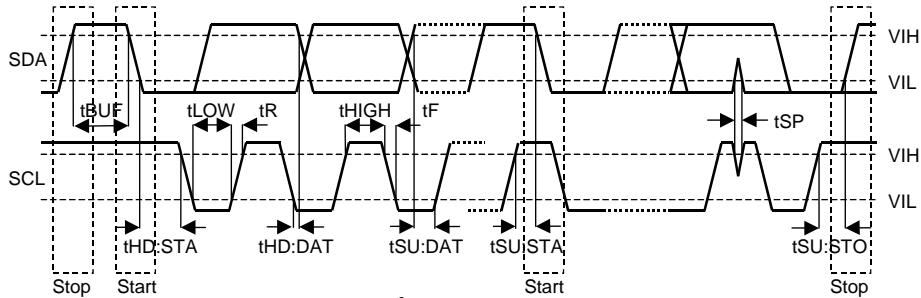 SDA
VIH
VIL
tBUF
tLOW
tR
tHIGH
tF
tSP
SCL
VIH
VIL
tHD:STA
tHD:DAT
tSU:DAT
tSU:STA
tSU:STO
Stop
Start
Start
Stop